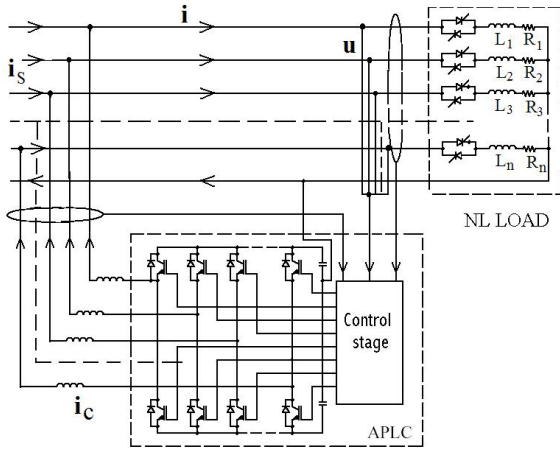 i
u
i_S
L_1 R_1
L_2 R_2
L_3 R_3
L_n R_n
NL LOAD
Control
stage
i_C
APLC